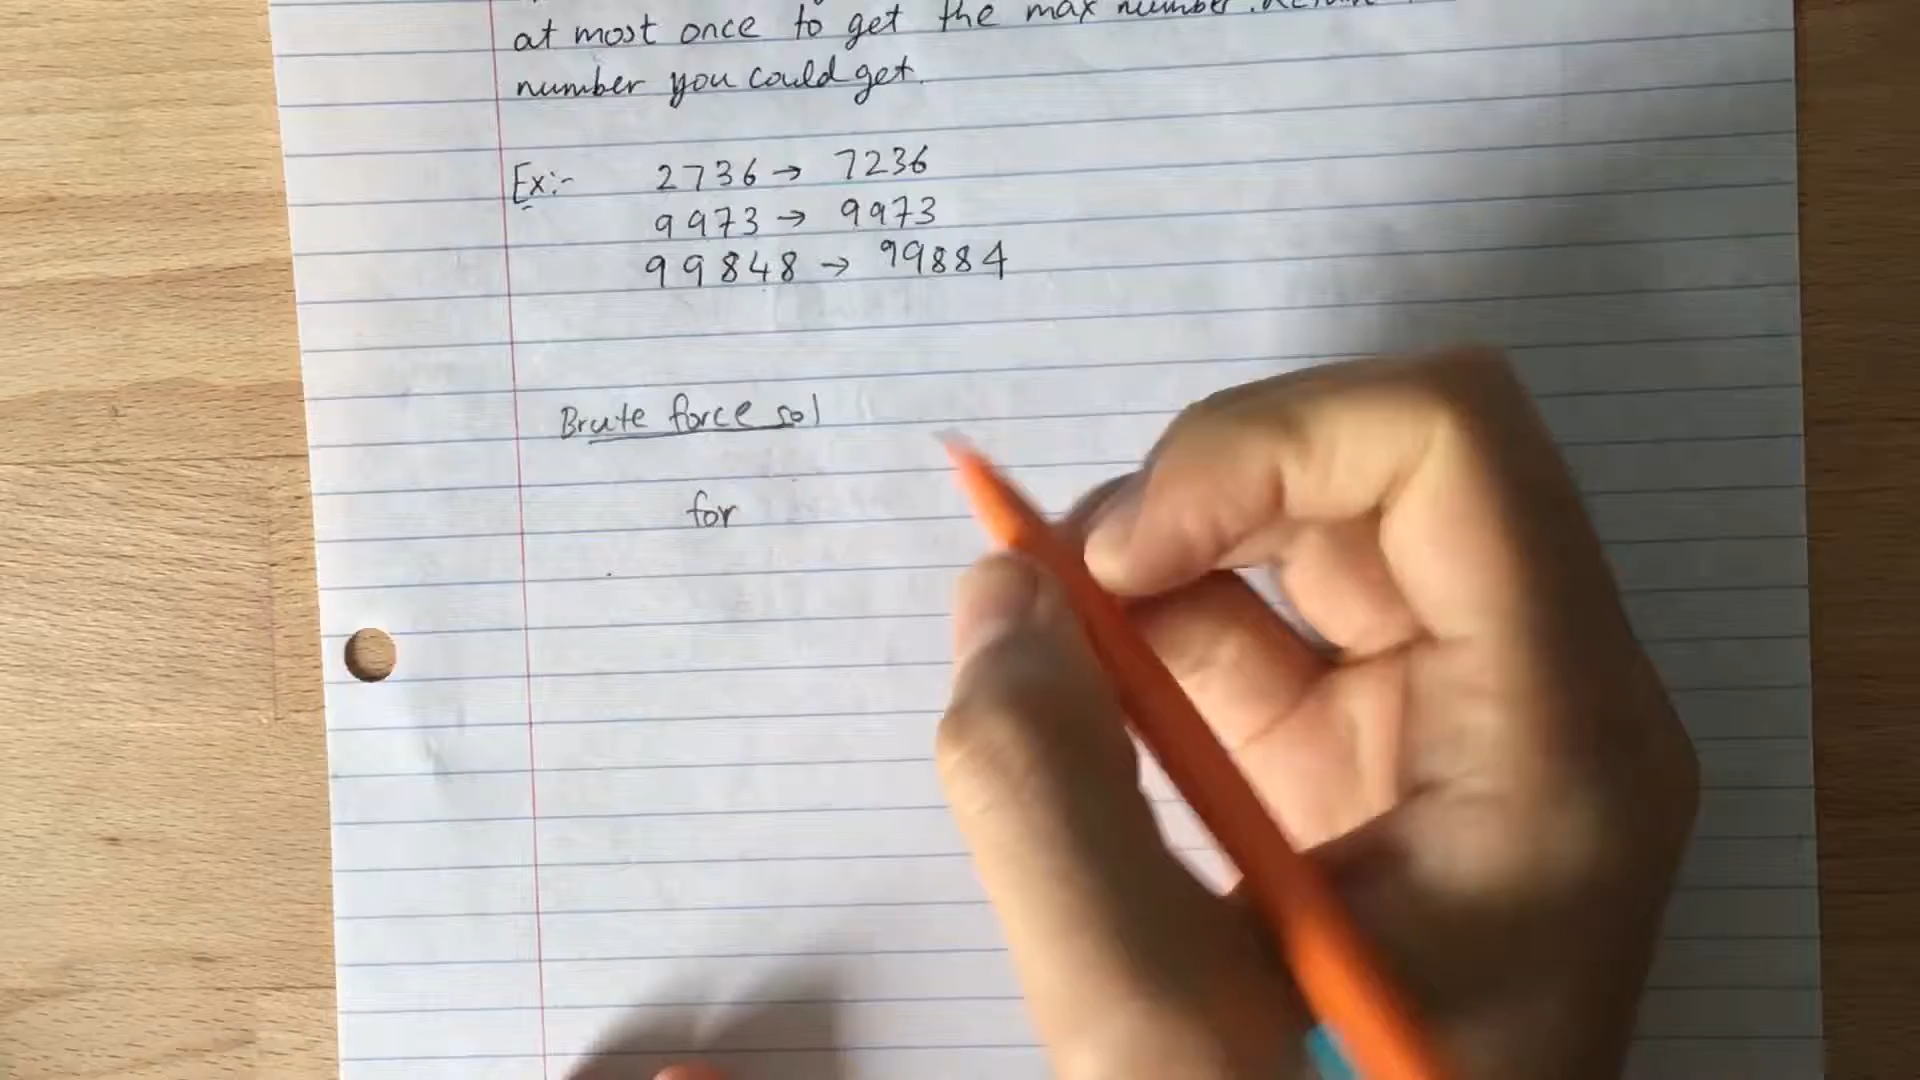 at most once to get the max number.
number you could get.
Ex:- 2736 → 7236
9973 → 9973
99848 → 99884
Brute force sol
for